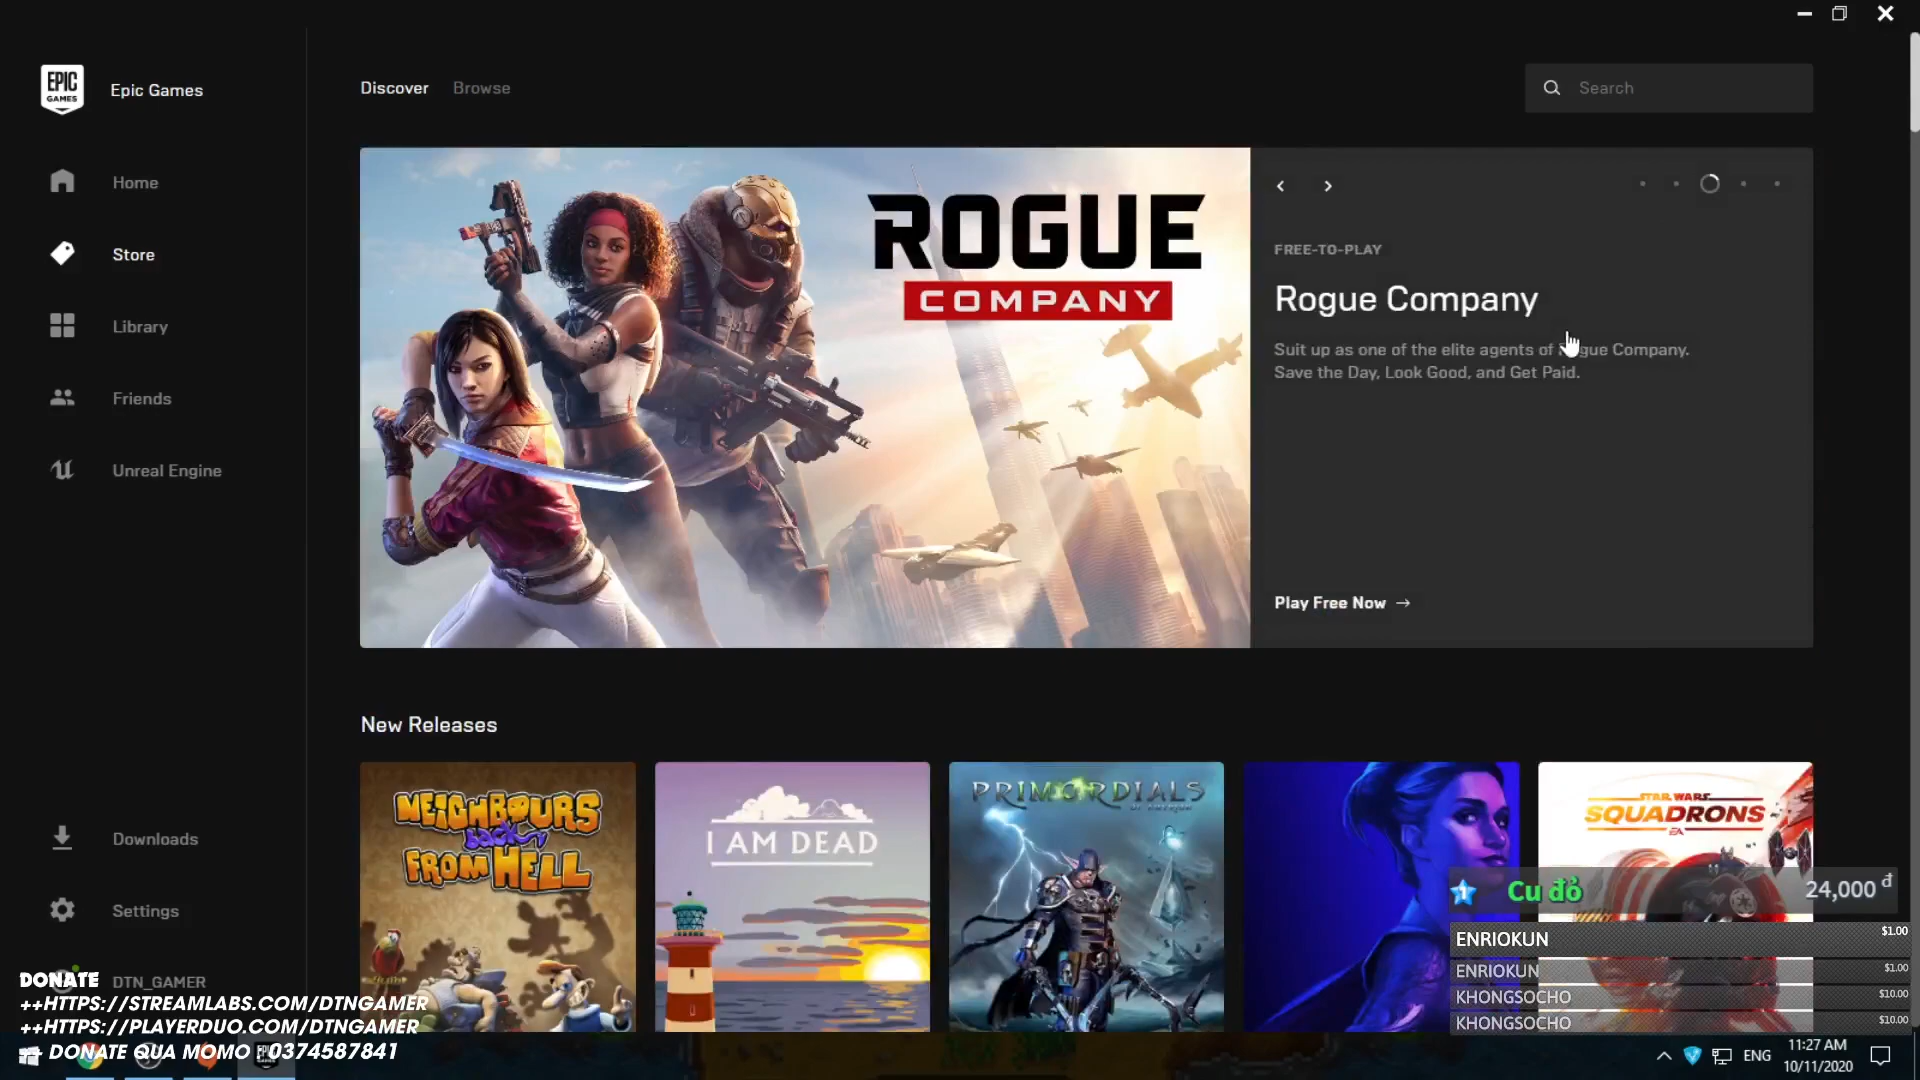 EPIC
GAMES
Epic Games
Discover
Browse
Search
Home
Store
Library
Friends
Unreal Engine
ROGUE
COMPANY
FREE-TO-PLAY
Rogue Company
Suit up as one of the elite agents of Rogue Company.
Save the Day, Look Good, and Get Paid.
Play Free Now →
New Releases
NEIGHBOURS
back
FROM HELL
I AM DEAD
PRIMORDIALS
STAR WARS
SQUADRONS
EA
Downloads
Settings
DTN_GAMER
1
Cu đỏ
24,000 đ
ENRIOKUN
$1.00
ENRIOKUN
$1.00
KHONGSOCHO
$10.00
KHONGSOCHO
$10.00
DONATE
++HTTPS://STREAMLABS.COM/DTNGAMER
++HTTPS://PLAYERDUO.COM/DTNGAMER
++ DONATE QUA MOMO : 0374587841
ENG
11:27 AM
10/11/2020